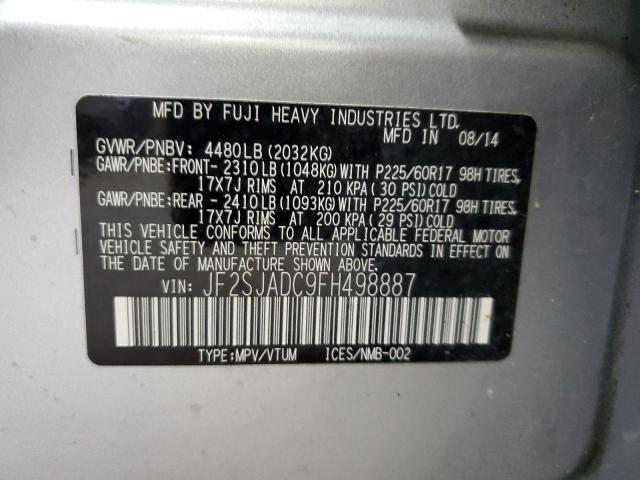 MFD BY FUJI HEAVY INDUSTRIES LTD.
MFD IN 08/14
GVWR/PNBV: 4480LB (2032KG)
GAWR/PNBE:FRONT- 2310LB (1048KG) WITH P225/60R17 98H TIRES,
17X7J RIMS AT 210 KPA (30 PSI) COLD
GAWR/PNBE:REAR - 2410LB (1093KG) WITH P225/60R17 98H TIRES,
17X7J RIMS AT 200 KPA (29 PSI) COLD
THIS VEHICLE CONFORMS TO ALL APPLICABLE FEDERAL MOTOR
VEHICLE SAFETY AND THEFT PREVENTION STANDARDS IN EFFECT ON
THE DATE OF MANUFACTURE SHOWN ABOVE.
VIN: JF2SJADC9FH498887
TYPE:MPV/VTUM ICES/NMB-002